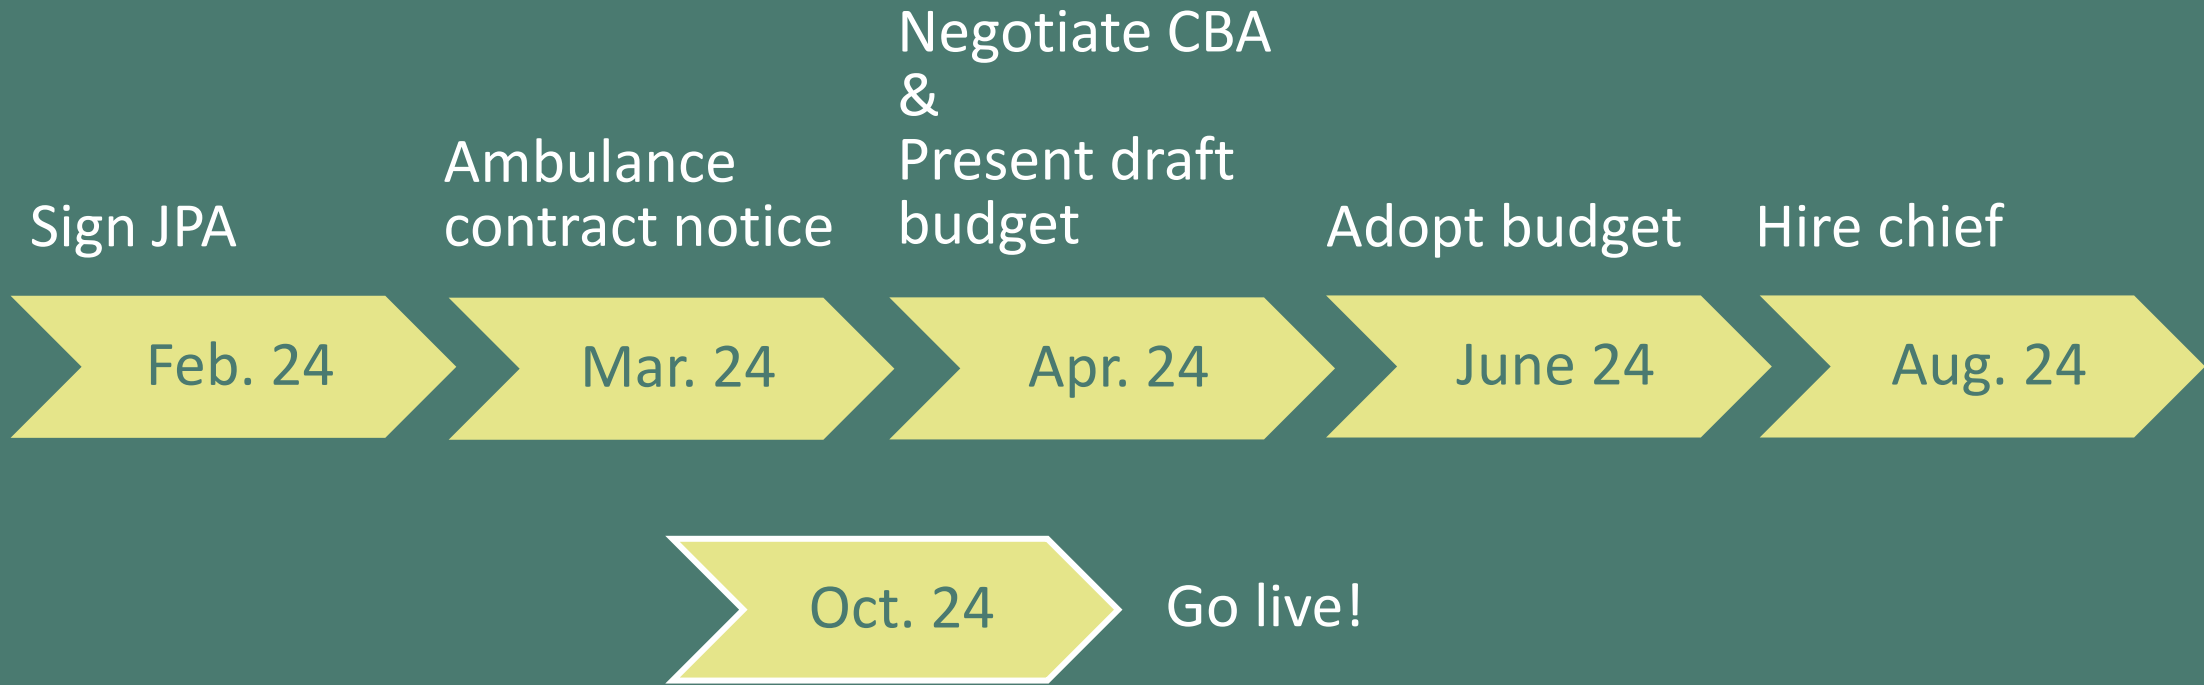 Sign JPA
Ambulance
contract notice
Negotiate CBA
&
Present draft
budget
Adopt budget
Hire chief
Feb. 24
Mar. 24
Apr. 24
June 24
Aug. 24
Oct. 24
Go live!